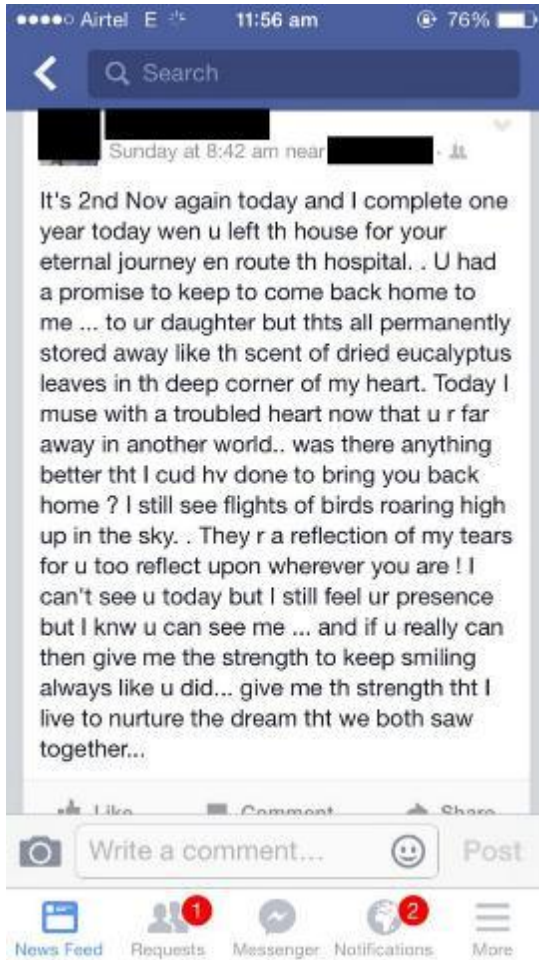 Airtel E 11:56 am 76%
Search
Sunday at 8:42 am near
It's 2nd Nov again today and I complete one
year today wen u left th house for your
eternal journey en route th hospital. . U had
a promise to keep to come back home to
me ... to ur daughter but thts all permanently
stored away like th scent of dried eucalyptus
leaves in th deep corner of my heart. Today I
muse with a troubled heart now that u r far
away in another world.. was there anything
better tht I cud hv done to bring you back
home ? I still see flights of birds roaring high
up in the sky. . They r a reflection of my tears
for u too reflect upon wherever you are ! I
can't see u today but I still feel ur presence
but I knw u can see me ... and if u really can
then give me the strength to keep smiling
always like u did... give me th strength tht I
live to nurture the dream tht we both saw
together...
Like Comment Share
Write a comment... Post
1 2
News Feed Requests Messenger Notifications More